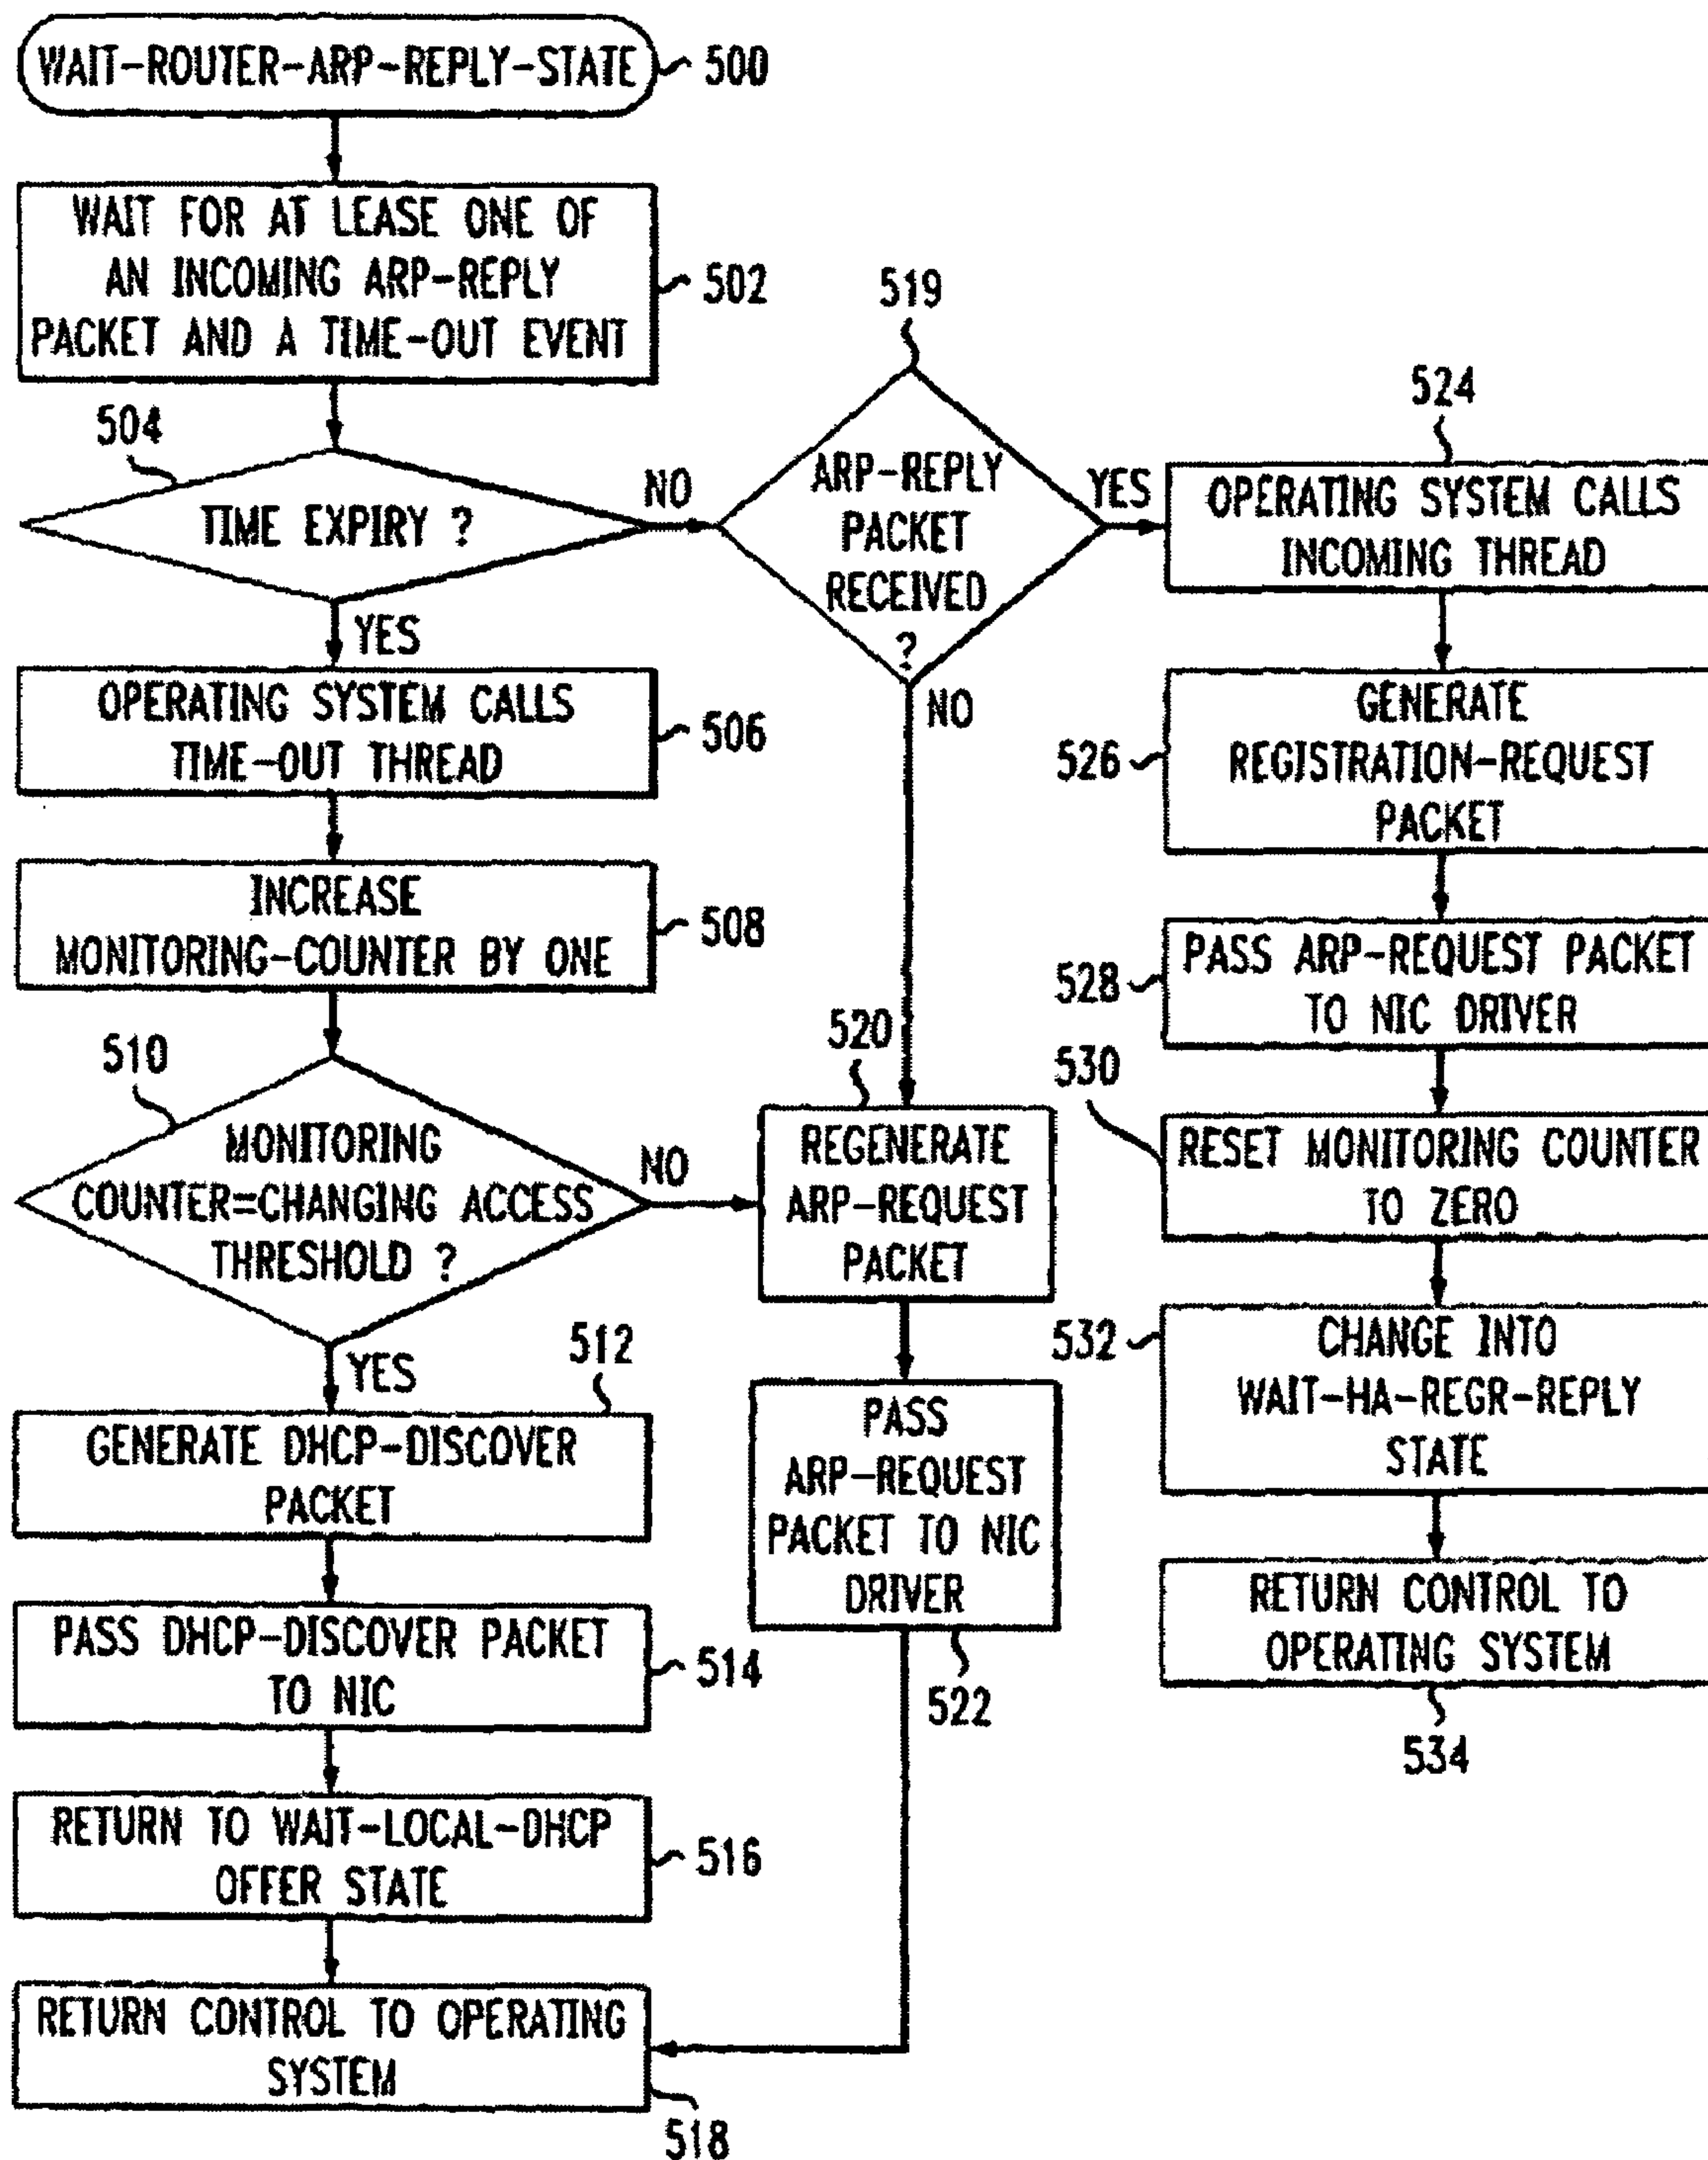 WAIT-ROUTER-ARP-REPLY-STATE
500
WAIT FOR AT LEASE ONE OF
AN INCOMING ARP-REPLY
PACKET AND A TIME-OUT EVENT
502
504
TIME EXPIRY ?
NO
YES
519
ARP-REPLY
PACKET
RECEIVED
?
YES
NO
524
OPERATING SYSTEM CALLS
INCOMING THREAD
OPERATING SYSTEM CALLS
TIME-OUT THREAD
506
526
GENERATE
REGISTRATION-REQUEST
PACKET
INCREASE
MONITORING-COUNTER BY ONE
508
528
PASS ARP-REQUEST PACKET
TO NIC DRIVER
510
MONITORING
COUNTER=CHANGING ACCESS
THRESHOLD ?
NO
YES
520
REGENERATE
ARP-REQUEST
PACKET
530
RESET MONITORING COUNTER
TO ZERO
512
GENERATE DHCP-DISCOVER
PACKET
PASS
ARP-REQUEST
PACKET TO NIC
DRIVER
522
532
CHANGE INTO
WAIT-HA-REGR-REPLY
STATE
PASS DHCP-DISCOVER PACKET
TO NIC
514
RETURN CONTROL TO
OPERATING SYSTEM
534
RETURN TO WAIT-LOCAL-DHCP
OFFER STATE
516
RETURN CONTROL TO OPERATING
SYSTEM
518